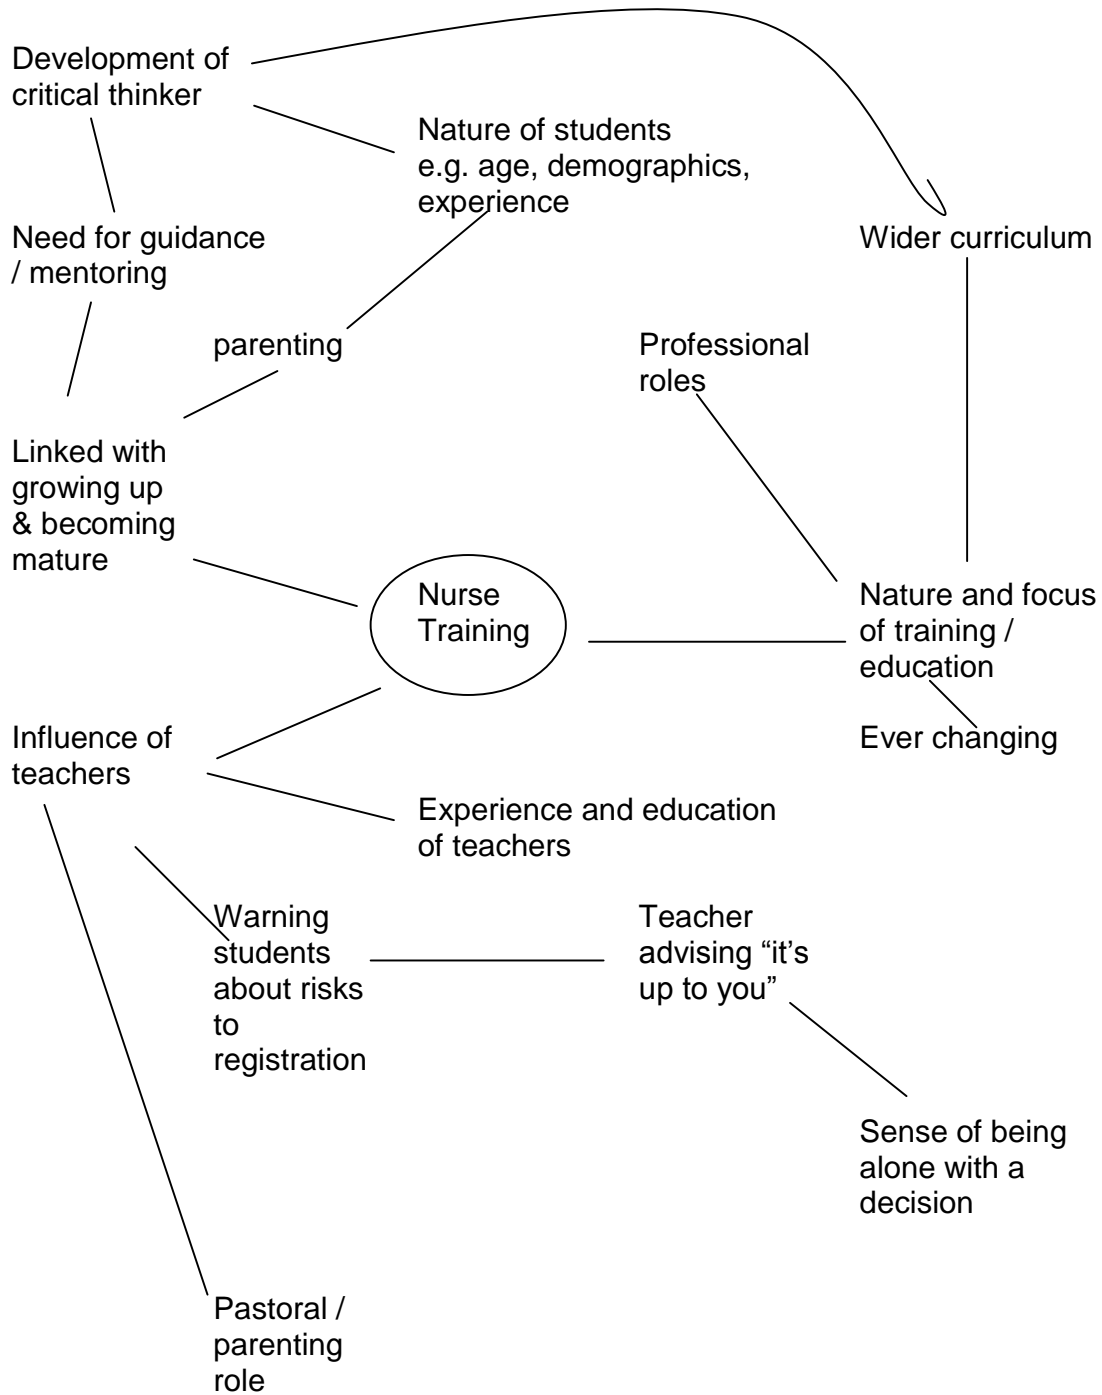 Development of
critical thinker
Nature of students
e.g. age, demographics,
experience
Need for guidance
/ mentoring
Wider curriculum
parenting
Professional
roles
Linked with
growing up
& becoming
mature
Nurse
Training
Nature and focus
of training /
education
Influence of
teachers
Ever changing
Experience and education
of teachers
Warning
students
about risks
to
registration
Teacher
advising “it’s
up to you”
Sense of being
alone with a
decision
Pastoral /
parenting
role